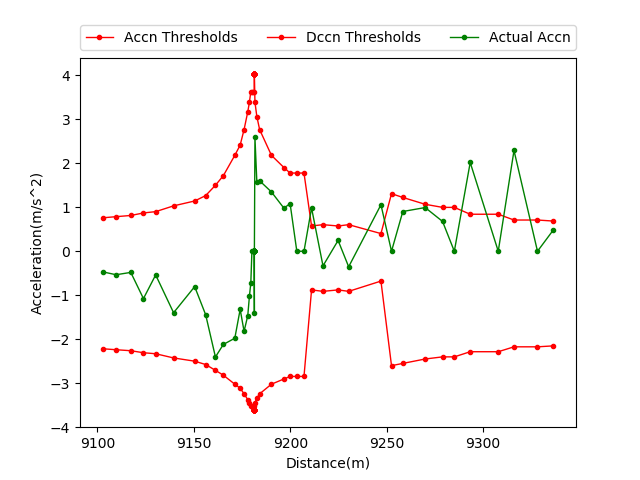 Accn Thresholds Dccn Thresholds Actual Accn
4
3
2
1
0
−1
−2
−3
−4
Acceleration(m/s^2)
9100 9150 9200 9250 9300
Distance(m)